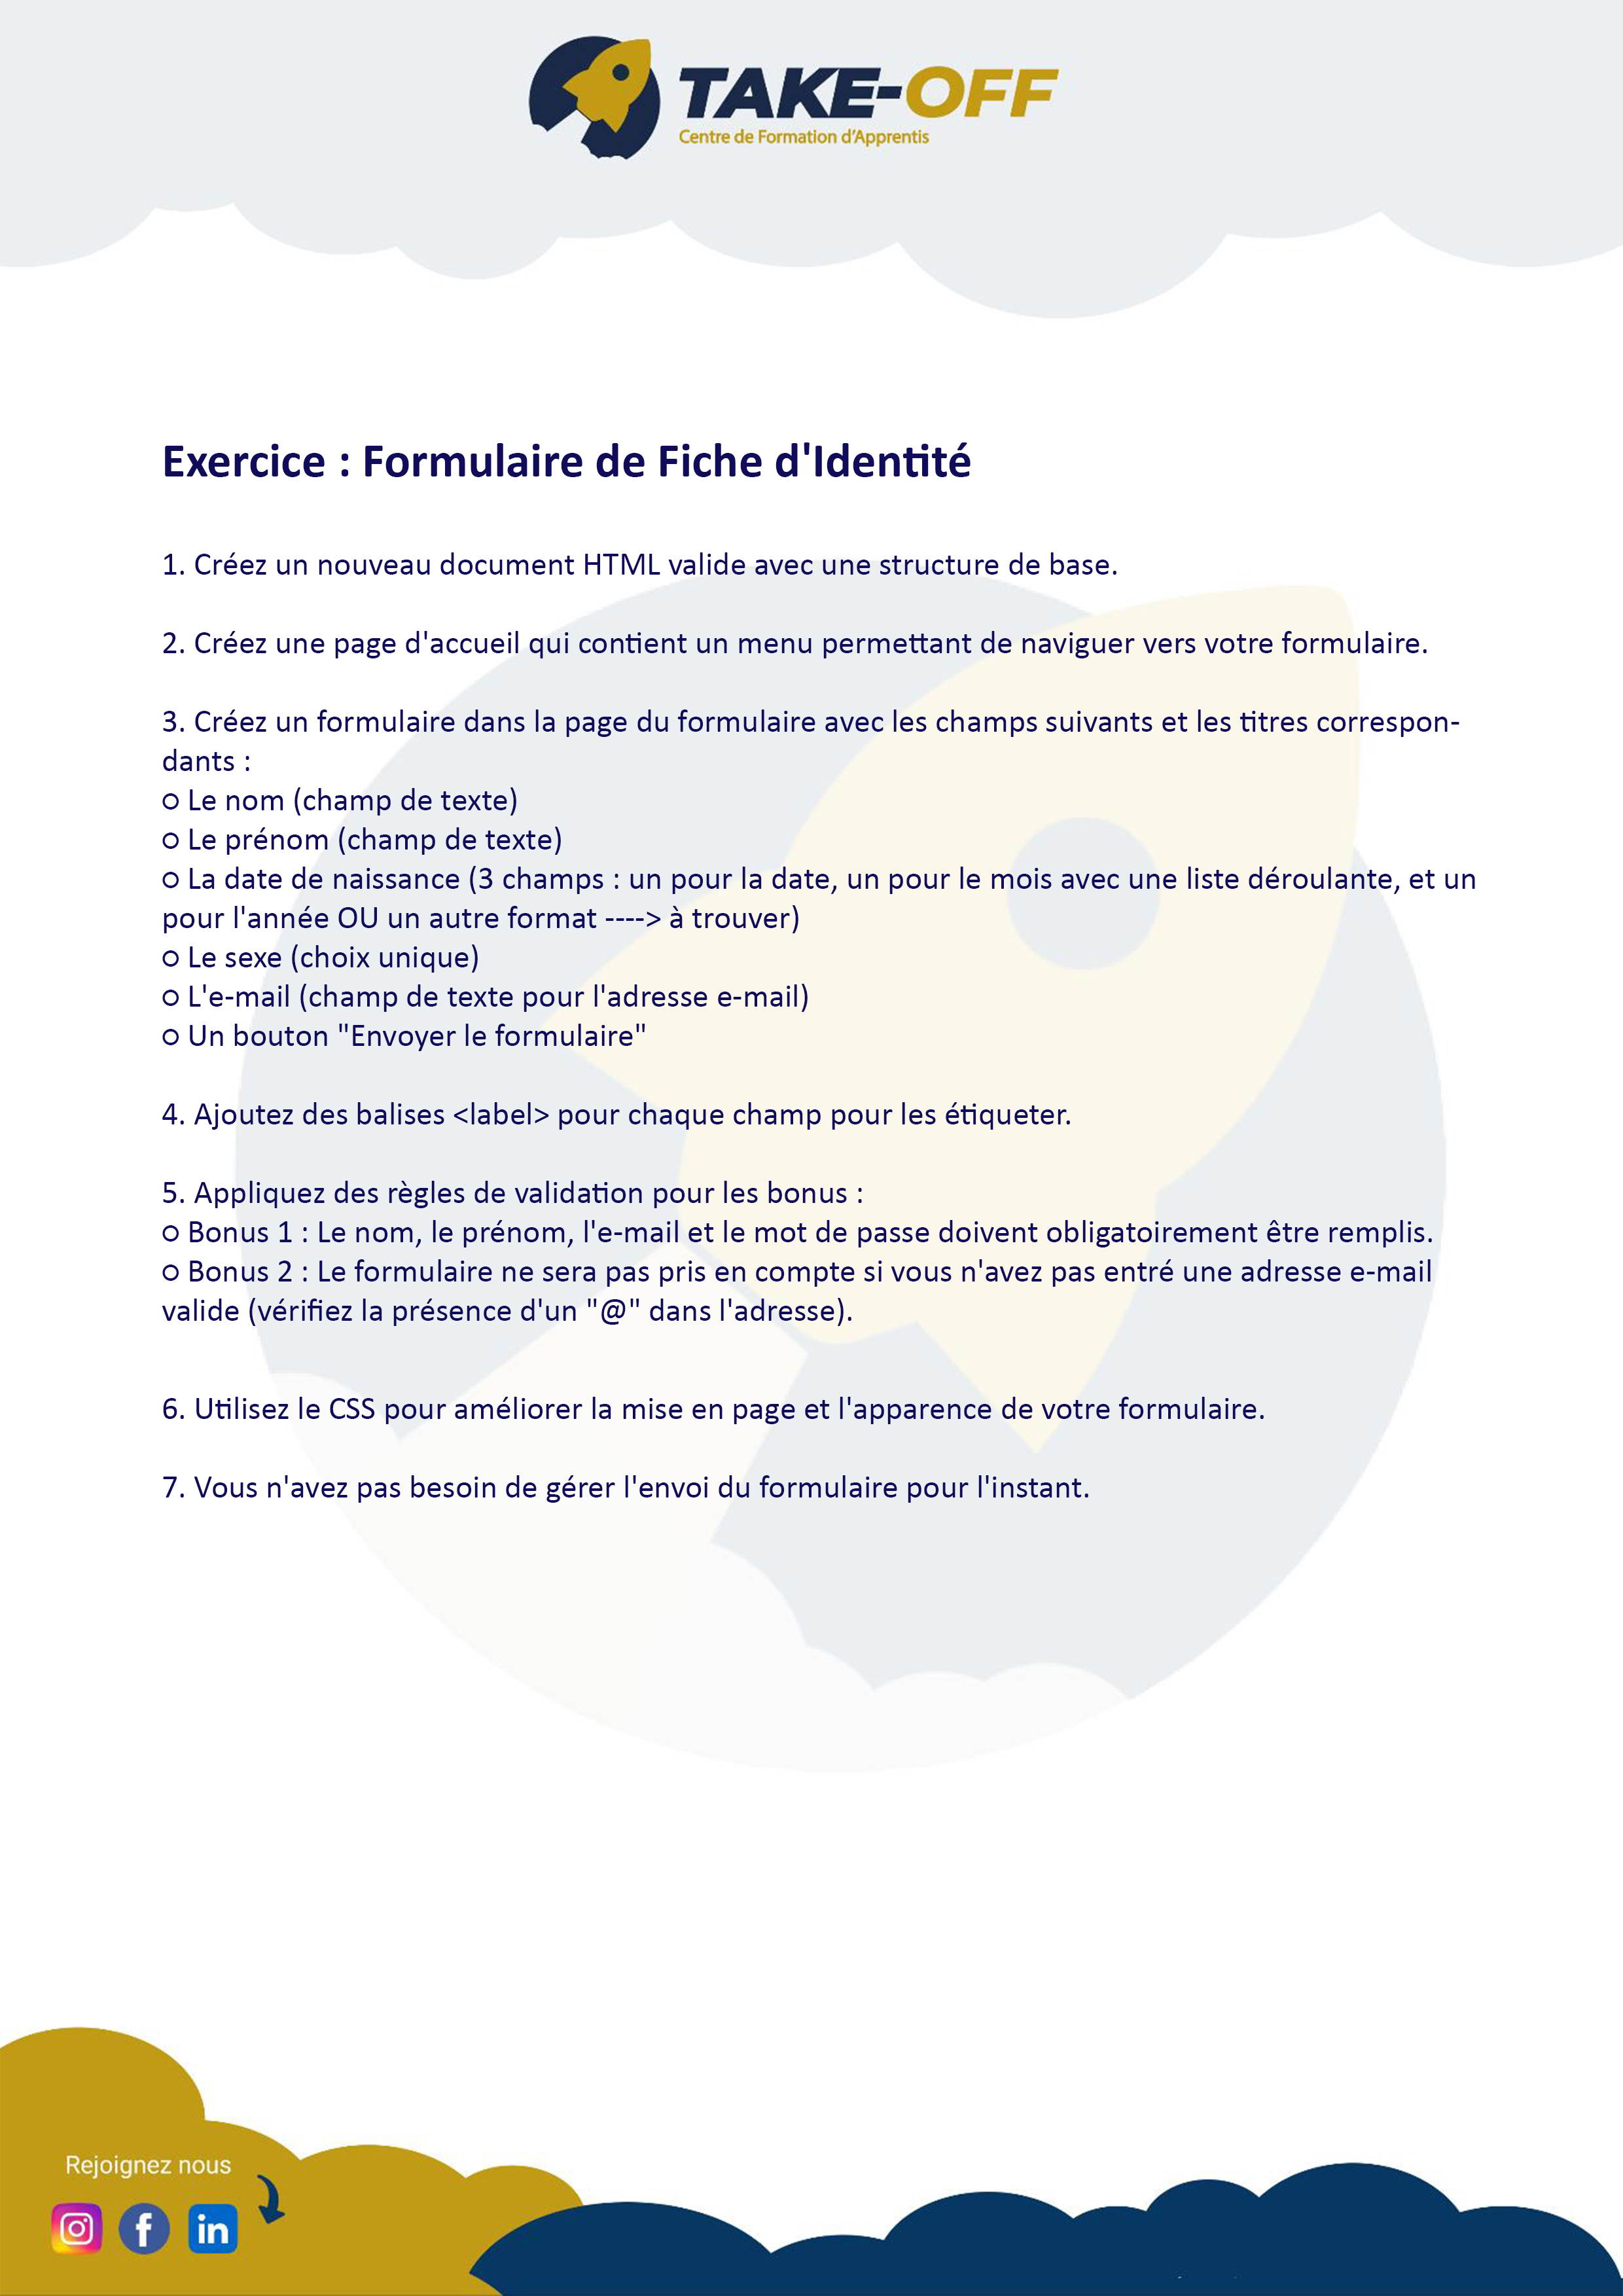 TAKE-OFF
Centre de Formation d'Apprentis
Exercice : Formulaire de Fiche d'Identité
1. Créez un nouveau document HTML valide avec une structure de base.
2. Créez une page d'accueil qui contient un menu permettant de naviguer vers votre formulaire.
3. Créez un formulaire dans la page du formulaire avec les champs suivants et les titres correspon-
dants :
○ Le nom (champ de texte)
○ Le prénom (champ de texte)
○ La date de naissance (3 champs : un pour la date, un pour le mois avec une liste déroulante, et un
pour l'année OU un autre format ----> à trouver)
○ Le sexe (choix unique)
○ L'e-mail (champ de texte pour l'adresse e-mail)
○ Un bouton "Envoyer le formulaire"
4. Ajoutez des balises <label> pour chaque champ pour les étiqueter.
5. Appliquez des règles de validation pour les bonus :
○ Bonus 1 : Le nom, le prénom, l'e-mail et le mot de passe doivent obligatoirement être remplis.
○ Bonus 2 : Le formulaire ne sera pas pris en compte si vous n'avez pas entré une adresse e-mail
valide (vérifiez la présence d'un "@" dans l'adresse).
6. Utilisez le CSS pour améliorer la mise en page et l'apparence de votre formulaire.
7. Vous n'avez pas besoin de gérer l'envoi du formulaire pour l'instant.
Rejoignez nous
f
in